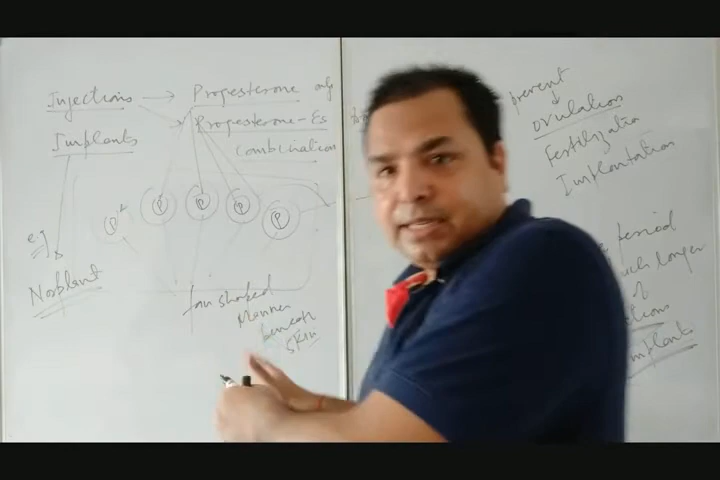 Injections → Progesterone only
Implants
Progesterone-Es
combination
P P P P P
eg
Norplant
fan shaped
Manner
beneath
skin
prevent
ovulation
Fertilization
Implantation
period
much longer
of
Implants